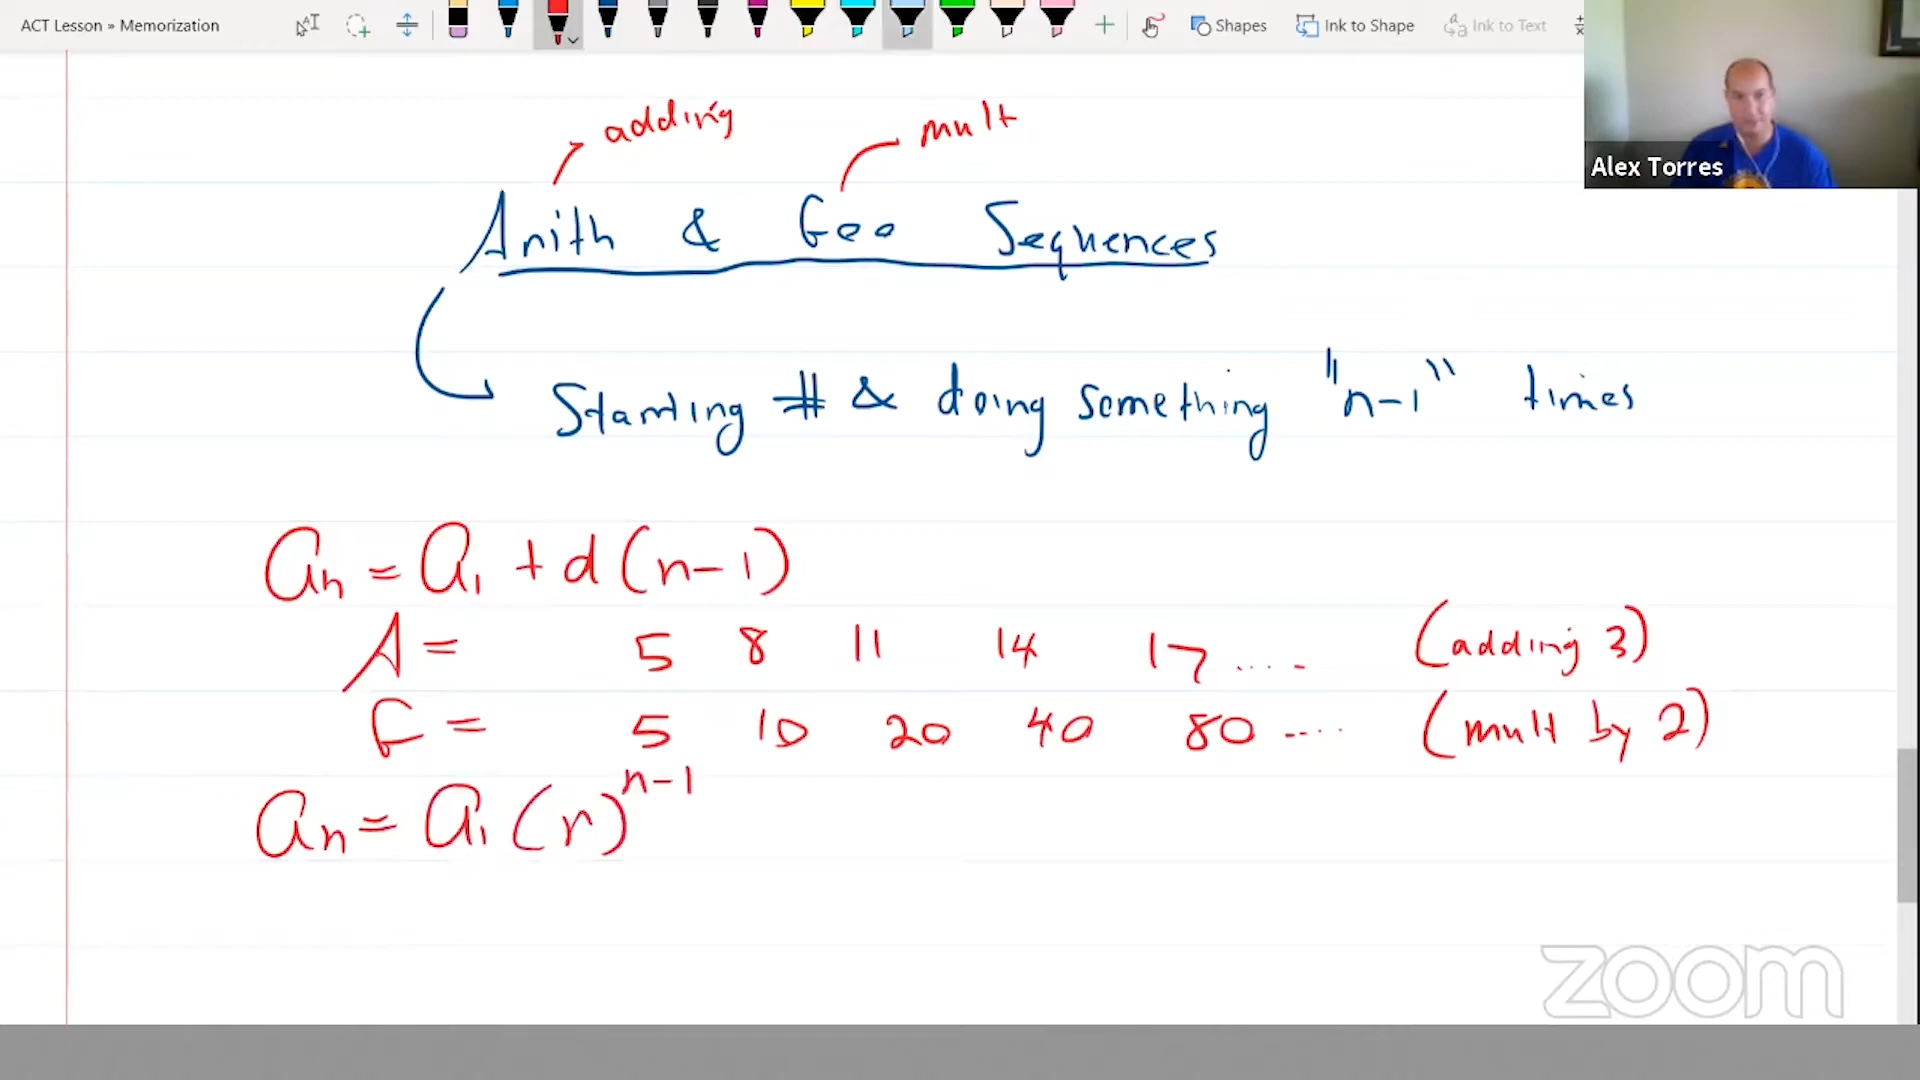 ACT Lesson » Memorization
Shapes
Ink to Shape
Ink to Text
Alex Torres
adding
mult
Arith & Geo Sequences
Starting # & doing something "n-1" times
an = a1 + d(n-1)
A = 5 8 11 14 17 .... (adding 3)
G = 5 10 20 40 80 .... (mult by 2)
an = a1(r)^n-1
zoom